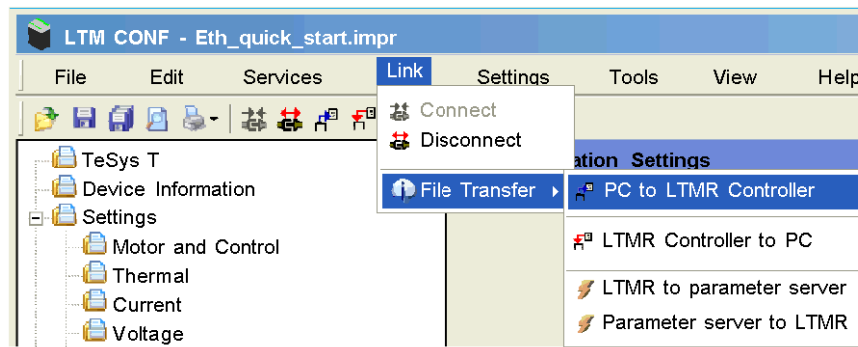 LTM CONF - Eth_quick_start.impr
File Edit Services Link Settings Tools View Help
Connect
Disconnect
File Transfer
ation Settings
PC to LTMR Controller
LTMR Controller to PC
LTMR to parameter server
Parameter server to LTMR
TeSys T
Device Information
Settings
Motor and Control
Thermal
Current
Voltage